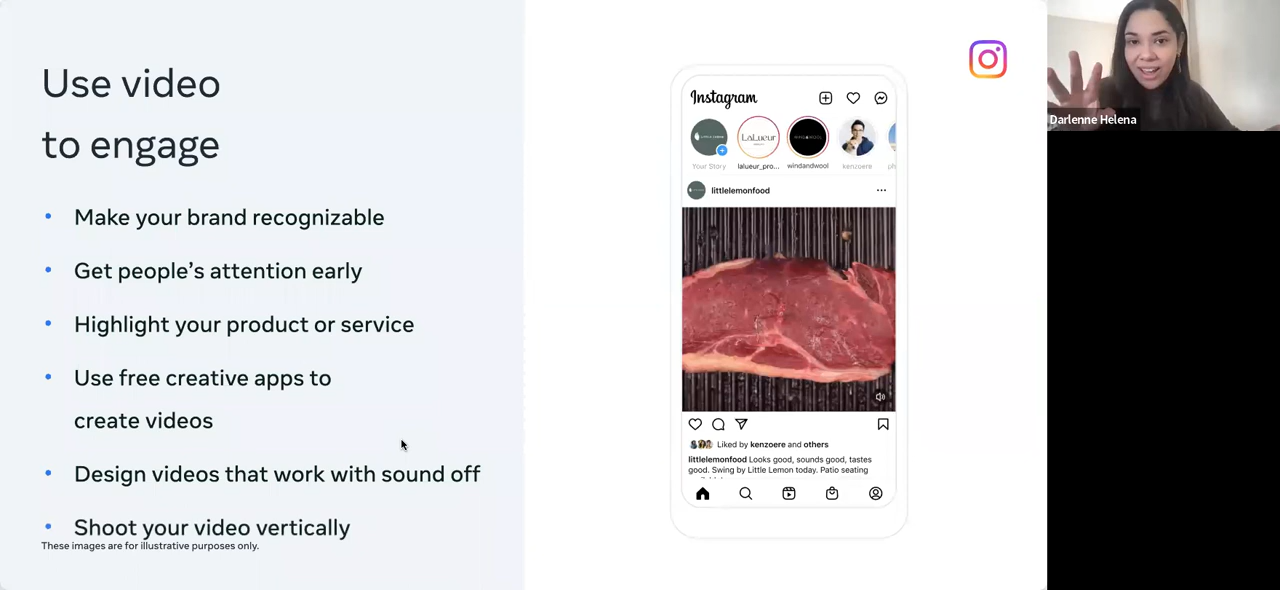 Use video
to engage
• Make your brand recognizable
• Get people’s attention early
• Highlight your product or service
• Use free creative apps to
create videos
• Design videos that work with sound off
• Shoot your video vertically
These images are for illustrative purposes only.
Instagram
LaLueur
Your Story
lalueur_pro...
windandwool
kenzoere
ph
littlelemonfood
Liked by kenzoere and others
littlelemonfood Looks good, sounds good, tastes
good. Swing by Little Lemon today. Patio seating
Darlenne Helena